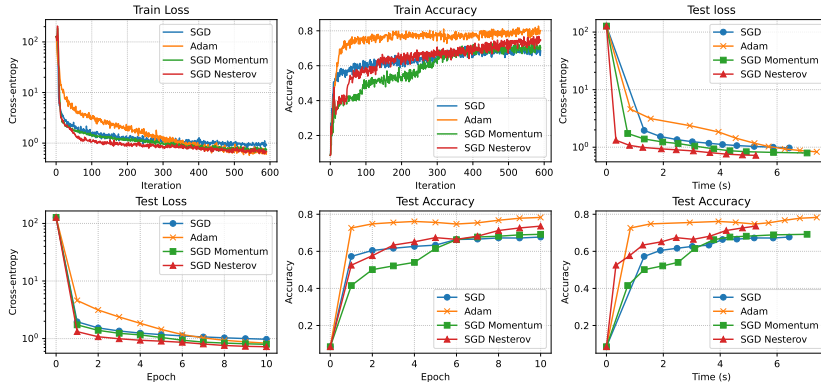 Train Loss
10²
10¹
10⁰
Cross-entropy
0
100
200
300
400
500
600
Iteration
SGD
Adam
SGD Momentum
SGD Nesterov
Train Accuracy
0.8
0.6
0.4
0.2
Accuracy
0
100
200
300
400
500
600
Iteration
SGD
Adam
SGD Momentum
SGD Nesterov
Test loss
10²
10¹
10⁰
Cross-entropy
0
2
4
6
Time (s)
SGD
Adam
SGD Momentum
SGD Nesterov
Test Loss
10²
10¹
10⁰
Cross-entropy
0
2
4
6
8
10
Epoch
SGD
Adam
SGD Momentum
SGD Nesterov
Test Accuracy
0.8
0.6
0.4
0.2
Accuracy
0
2
4
6
8
10
Epoch
SGD
Adam
SGD Momentum
SGD Nesterov
Test Accuracy
0.8
0.6
0.4
0.2
Accuracy
0
2
4
6
Time (s)
SGD
Adam
SGD Momentum
SGD Nesterov